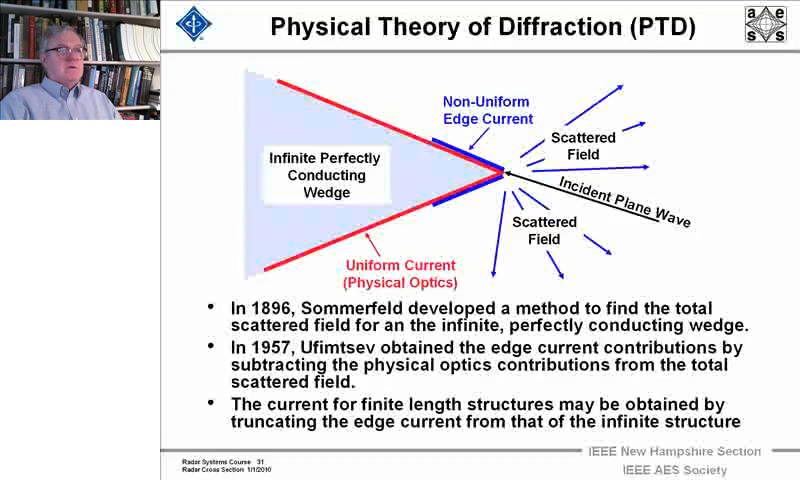 Physical Theory of Diffraction (PTD)
a e
s s
Non-Uniform
Edge Current
Scattered
Field
Infinite Perfectly
Conducting
Wedge
Incident Plane Wave
Scattered
Field
Uniform Current
(Physical Optics)
• In 1896, Sommerfeld developed a method to find the total
scattered field for an the infinite, perfectly conducting wedge.
• In 1957, Ufimtsev obtained the edge current contributions by
subtracting the physical optics contributions from the total
scattered field.
• The current for finite length structures may be obtained by
truncating the edge current from that of the infinite structure
Radar Systems Course 31
Radar Cross Section 1/1/2010
IEEE New Hampshire Section
IEEE AES Society